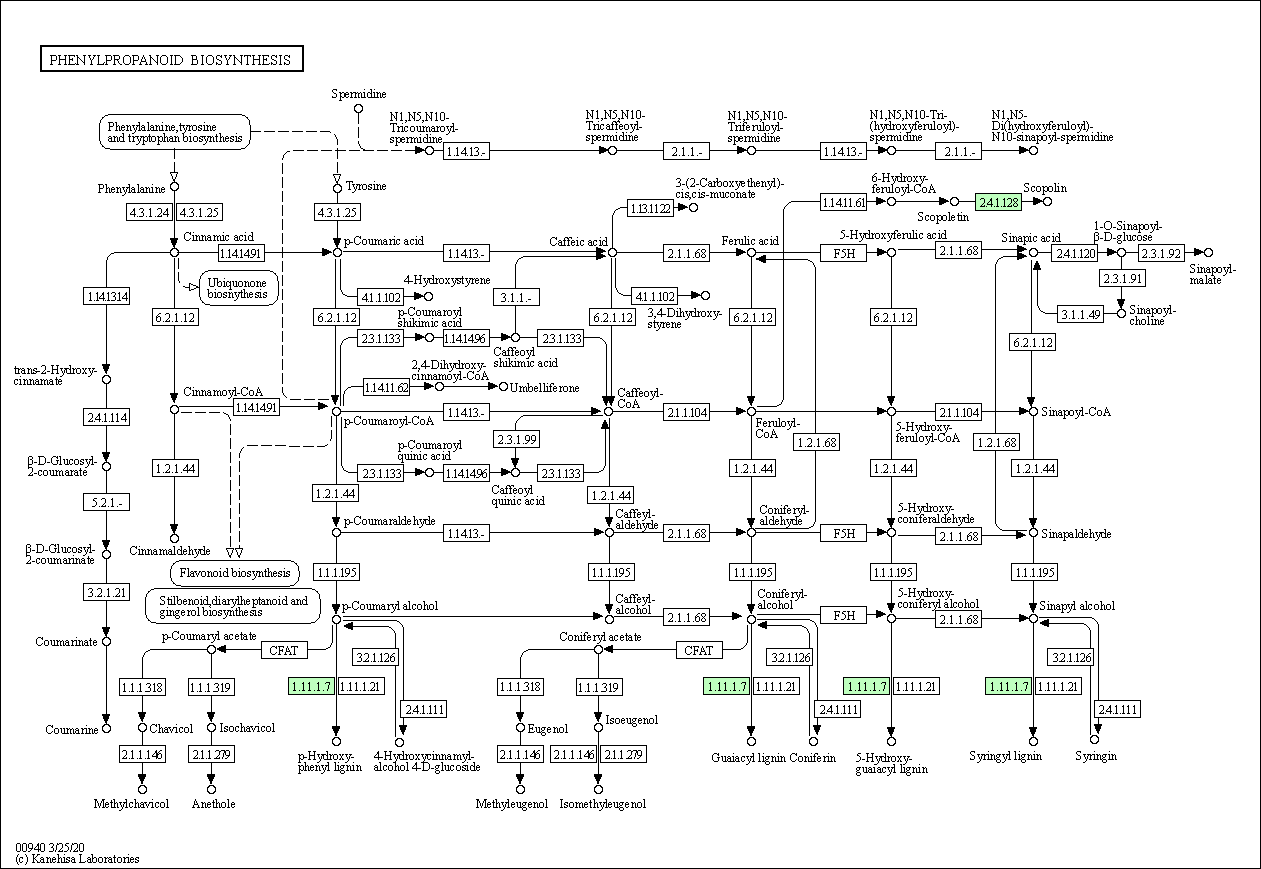 PHENYLPROPANOID BIOSYNTHESIS
Spermidine
N1,N5,N10-
Tricoumaroyl-
spermidine
N1,N5,N10-
Tricaffeoyl-
spermidine
N1,N5,N10-
Triferuloyl-
spermidine
N1,N5,N10-Tri-
(hydroxyferuloyl)-
spermidine
N1,N5-
Di(hydroxyferuloyl)-
N10-sinapoyl-spermidine
Phenylalanine,tyrosine
and tryptophan biosynthesis
1.14.13.-
2.1.1.-
1.14.13.-
2.1.1.-
Phenylalanine
Tyrosine
3-(2-Carboxyethenyl)-
cis,cis-muconate
6-Hydroxy-
feruloyl-CoA
Scopolin
4.3.1.24
4.3.1.25
4.3.1.25
1.13.11.22
1.14.11.61
Scopoletin
2.4.1.128
Cinnamic acid
1.14.14.91
p-Coumaric acid
1.14.13.-
Caffeic acid
2.1.1.68
Ferulic acid
F5H
5-Hydroxyferulic acid
2.1.1.68
Sinapic acid
2.4.1.120
1-O-Sinapoyl-
β-D-glucose
2.3.1.92
Sinapoyl-
malate
2.3.1.91
Sinapoyl-
choline
3.1.1.49
Ubiquonone
biosnythesis
1.14.13.14
4-Hydroxystyrene
4.1.1.102
3.1.1.-
4.1.1.102
3,4-Dihydroxy-
styrene
6.2.1.12
6.2.1.12
p-Coumaroyl
shikimic acid
6.2.1.12
6.2.1.12
6.2.1.12
6.2.1.12
2.3.1.133
1.14.14.96
2.3.1.133
Caffeoyl
shikimic acid
trans-2-Hydroxy-
cinnamate
2,4-Dihydroxy-
cinnamoyl-CoA
1.14.11.62
Umbelliferone
Cinnamoyl-CoA
1.14.14.91
p-Coumaroyl-CoA
1.14.13.-
Caffeoyl-
CoA
2.1.1.104
Feruloyl-
CoA
5-Hydroxy-
feruloyl-CoA
2.1.1.104
Sinapoyl-CoA
2.4.1.114
2.3.1.99
1.2.1.68
1.2.1.68
β-D-Glucosyl-
2-coumarate
1.2.1.44
p-Coumaroyl
quinic acid
2.3.1.133
1.14.14.96
2.3.1.133
Caffeoyl
quinic acid
1.2.1.44
1.2.1.44
1.2.1.44
1.2.1.44
1.2.1.44
5.2.1.-
p-Coumaraldehyde
1.14.13.-
Caffeyl-
aldehyde
2.1.1.68
Coniferyl-
aldehyde
F5H
5-Hydroxy-
coniferaldehyde
2.1.1.68
Sinapaldehyde
Cinnamaldehyde
β-D-Glucosyl-
2-coumarinate
Flavonoid biosynthesis
1.1.1.195
1.1.1.195
1.1.1.195
1.1.1.195
1.1.1.195
3.2.1.21
Stilbenoid,diarylheptanoid and
gingerol biosynthesis
p-Coumaryl alcohol
Caffeyl-
alcohol
2.1.1.68
Coniferyl-
alcohol
F5H
5-Hydroxy-
coniferyl alcohol
2.1.1.68
Sinapyl alcohol
Coumarinate
p-Coumaryl acetate
CFAT
3.2.1.126
Coniferyl acetate
CFAT
3.2.1.126
3.2.1.126
1.1.1.318
1.1.1.319
1.11.1.7
1.11.1.21
1.1.1.318
1.1.1.319
1.11.1.7
1.11.1.21
1.11.1.7
1.11.1.21
1.11.1.7
1.11.1.21
2.4.1.111
2.4.1.111
2.4.1.111
Coumarine
Chavicol
Isochavicol
Eugenol
Isoeugenol
2.1.1.146
2.1.1.279
2.1.1.146
2.1.1.279
p-Hydroxy-
phenyl lignin
4-Hydroxycinnamyl-
alcohol 4-D-glucoside
Guaiacyl lignin
Coniferin
5-Hydroxy-
guaiacyl lignin
Syringyl lignin
Syringin
Methylchavicol
Anethole
Methyleugenol
Isomethyleugenol
00940 3/25/20
(c) Kanehisa Laboratories